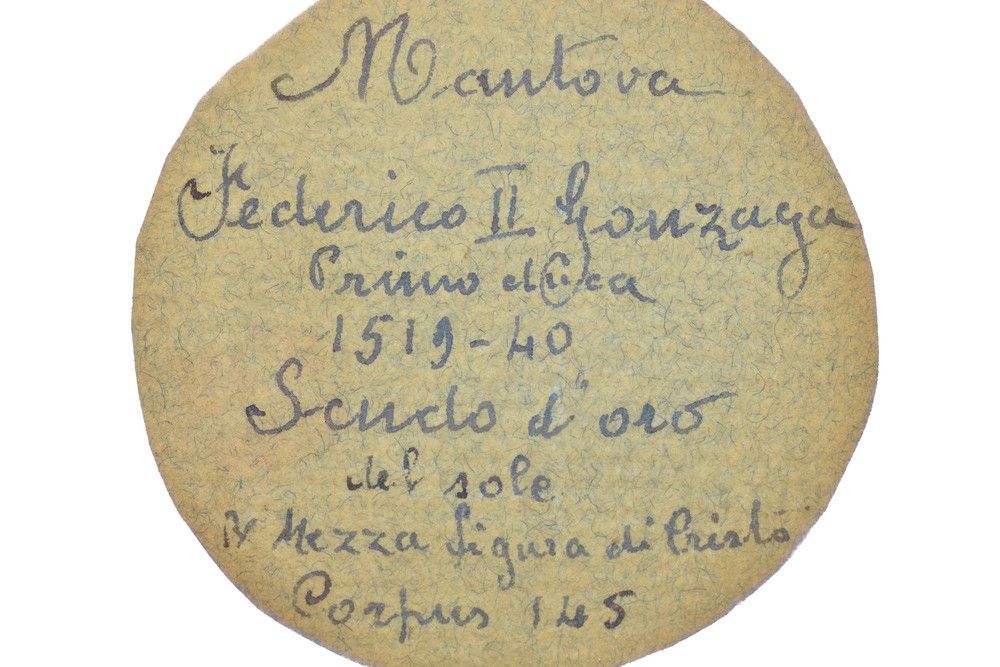 Mantova
Federico II Gonzaga
Primo duca
1519-40
Scudo d'oro
del sole
Mezza figura di Cristo
Corpus 145